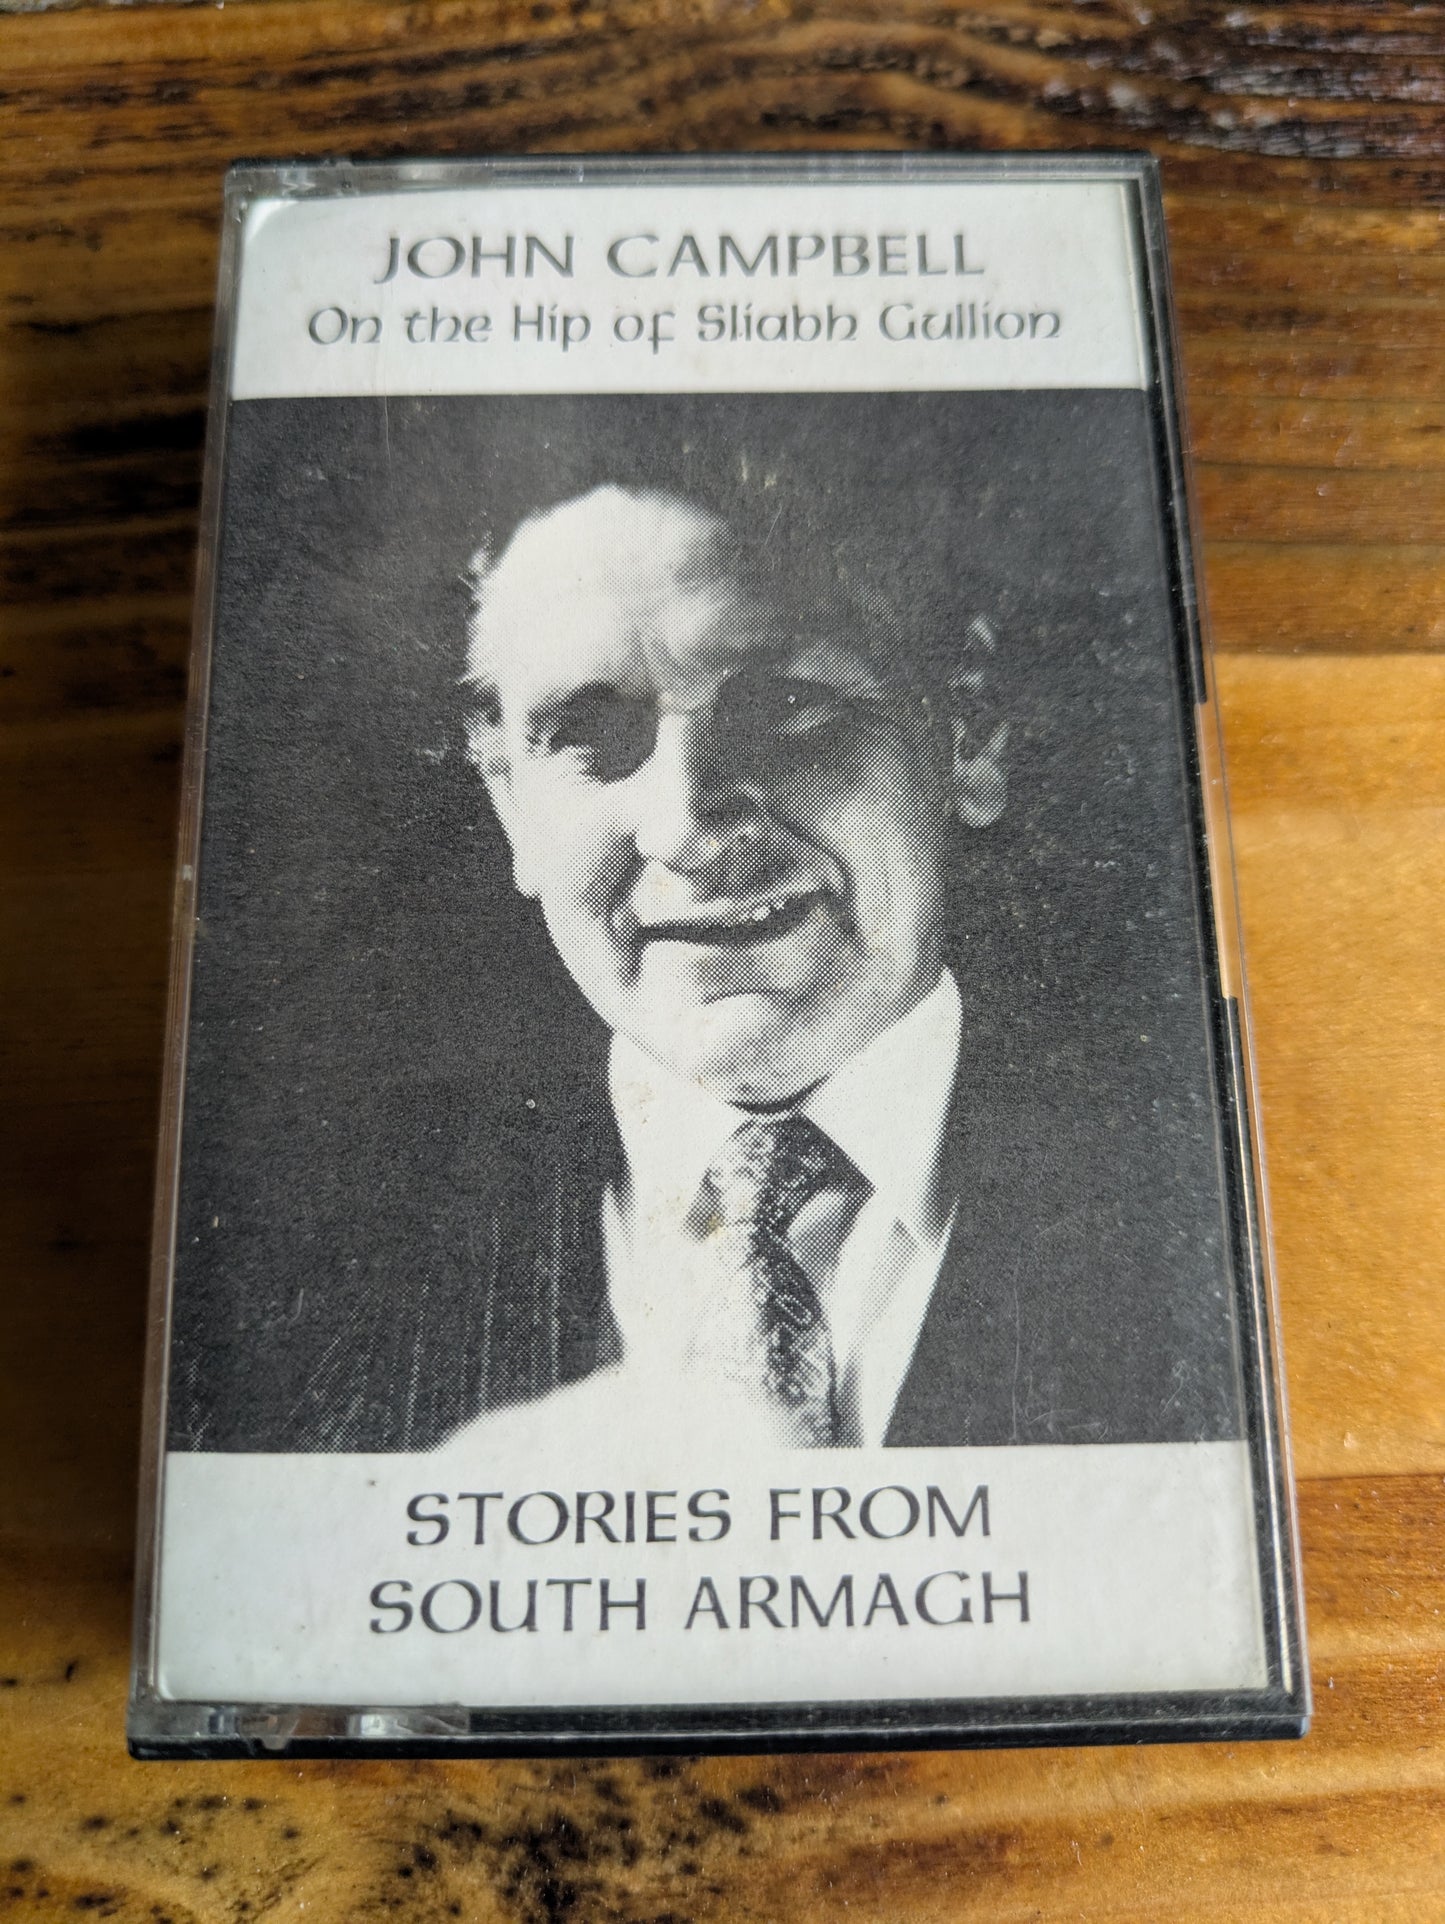 JOHN CAMPBELL
On the Hip of Sliabh Gullion
STORIES FROM
SOUTH ARMAGH